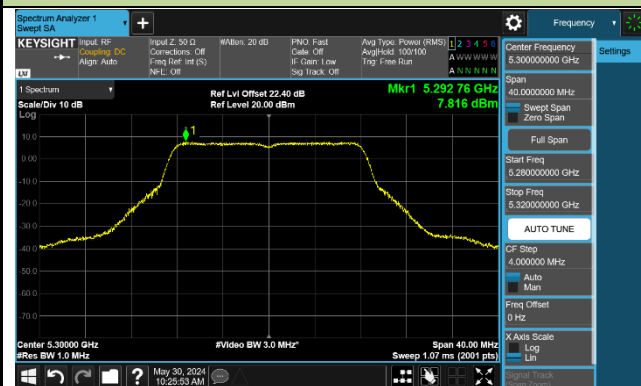 Spectrum Analyzer 1
Swept SA
+
Frequency
KEYSIGHT
Input: RF
Coupling: DC
Align: Auto
Input Z: 50 Ω
Corrections: Off
Freq Ref: Int (S)
NFE: Off
#Atten: 20 dB
PNO: Fast
Gate: Off
IF Gain: Low
Sig Track: Off
Avg Type: Power (RMS)
Avg|Hold: 100/100
Trig: Free Run
1 2 3 4 5 6
A W W W W W
A N N N N N
LXI
1 Spectrum
Scale/Div 10 dB
Log
Ref Lvl Offset 22.40 dB
Ref Level 20.00 dBm
Mkr1 5.292 76 GHz
7.816 dBm
1
10.0
0.00
-10.0
-20.0
-30.0
-40.0
-50.0
-60.0
-70.0
Center 5.30000 GHz
#Res BW 1.0 MHz
#Video BW 3.0 MHz*
Span 40.00 MHz
Sweep 1.07 ms (2001 pts)
Center Frequency
5.300000000 GHz
Settings
Span
40.0000000 MHz
Swept Span
Zero Span
Full Span
Start Freq
5.280000000 GHz
Stop Freq
5.320000000 GHz
AUTO TUNE
CF Step
4.000000 MHz
Auto
Man
Freq Offset
0 Hz
X Axis Scale
Log
Lin
Signal Track
(Span Zoom)
?
May 30, 2024
10:25:53 AM